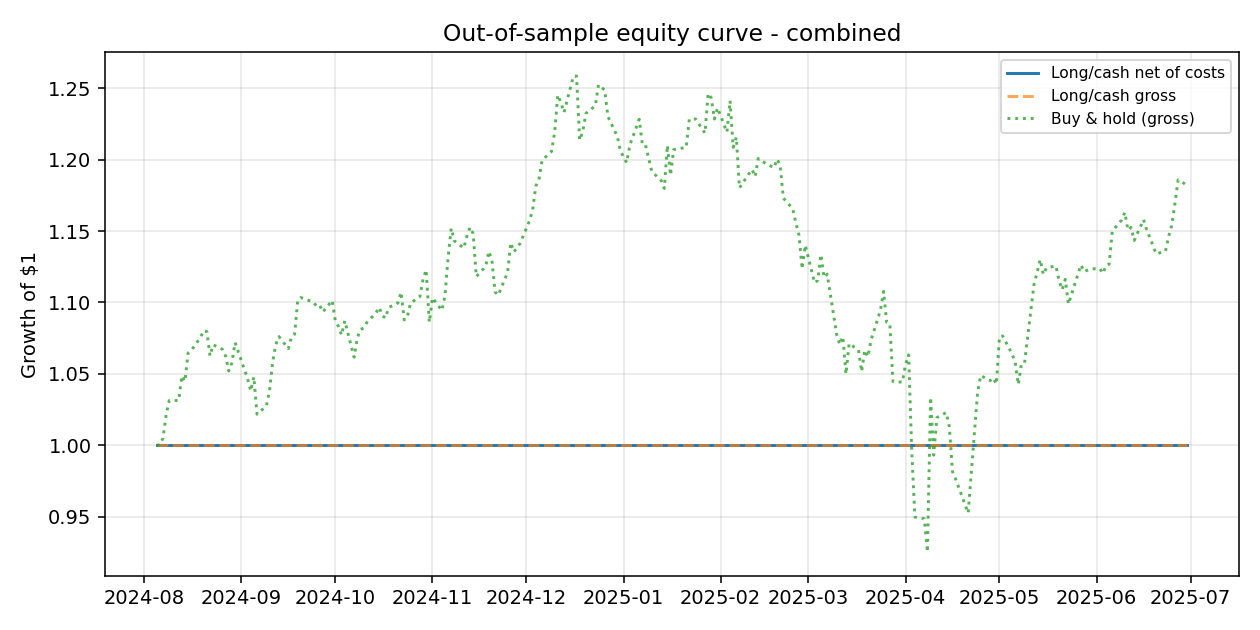 Out-of-sample equity curve - combined
Long/cash net of costs
Long/cash gross
Buy & hold (gross)
Growth of $1
1.25
1.20
1.15
1.10
1.05
1.00
0.95
2024-08 2024-09 2024-10 2024-11 2024-12 2025-01 2025-02 2025-03 2025-04 2025-05 2025-06 2025-07